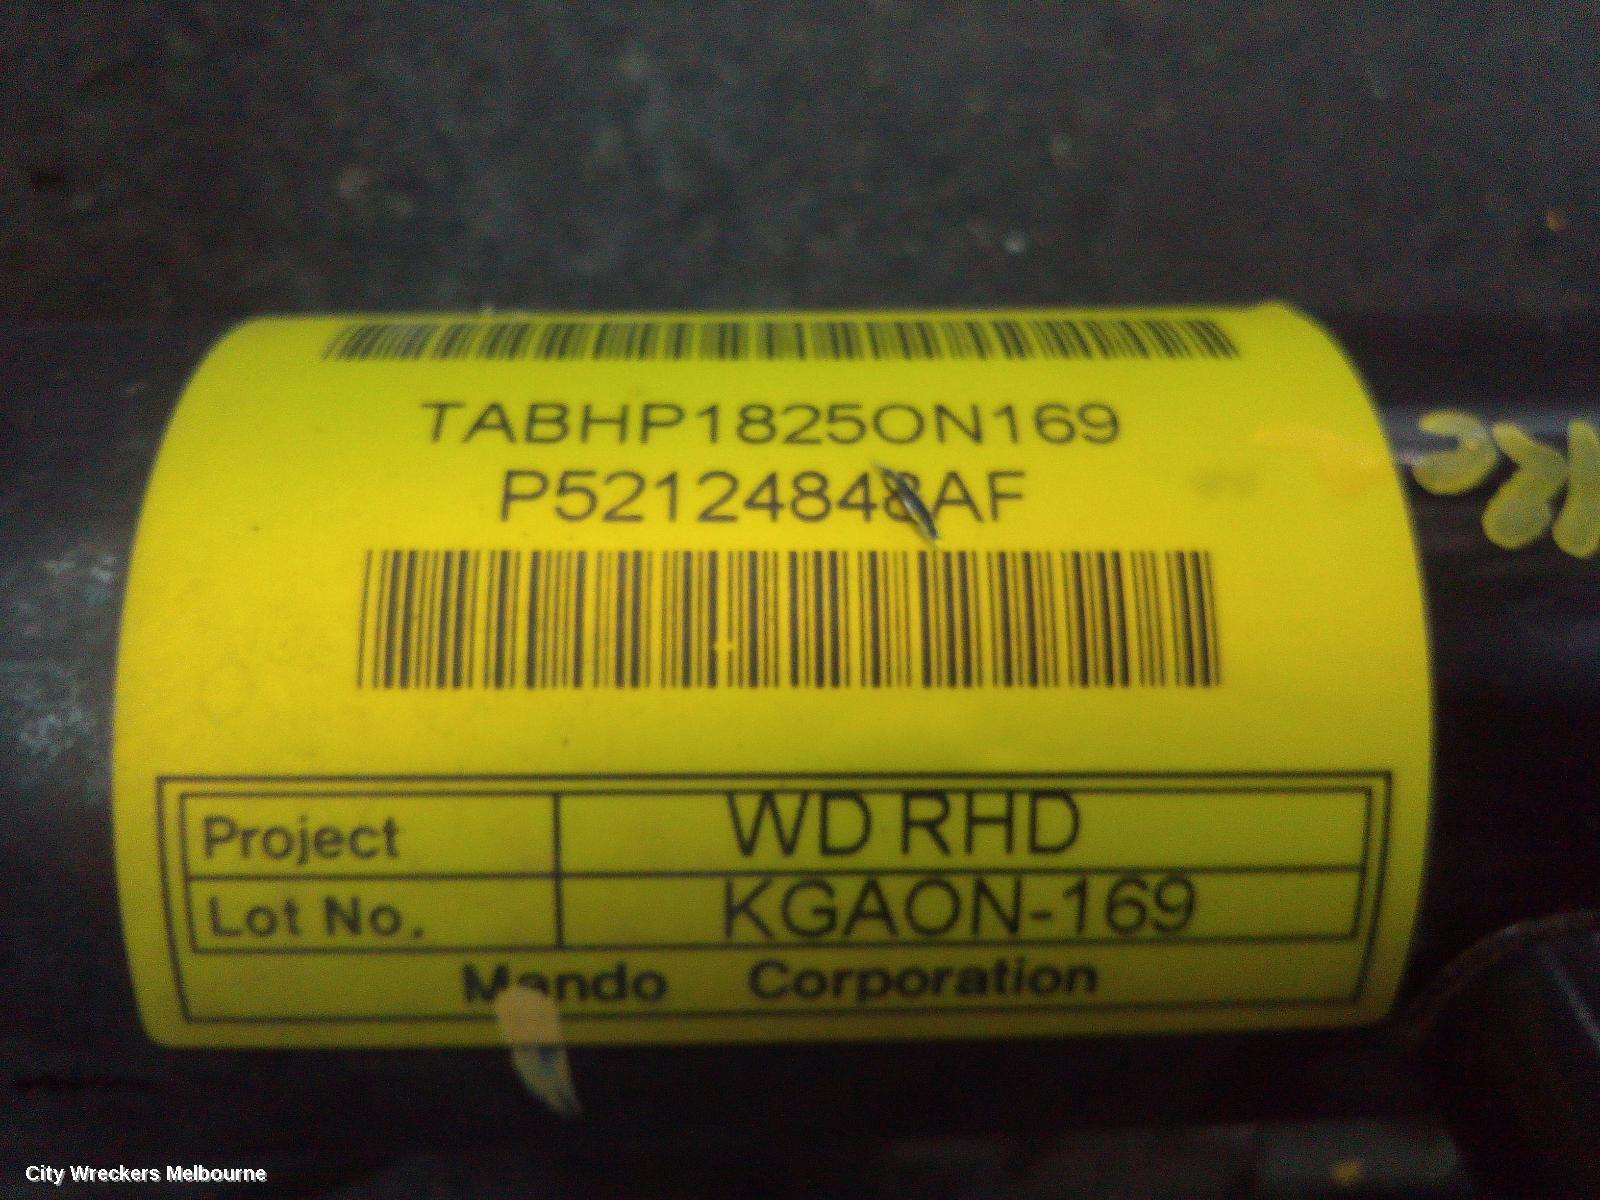 TABHP1825ON169
P52124848AF
Project WD RHD
Lot No. KGAON-169
Mando Corporation
City Wreckers Melbourne